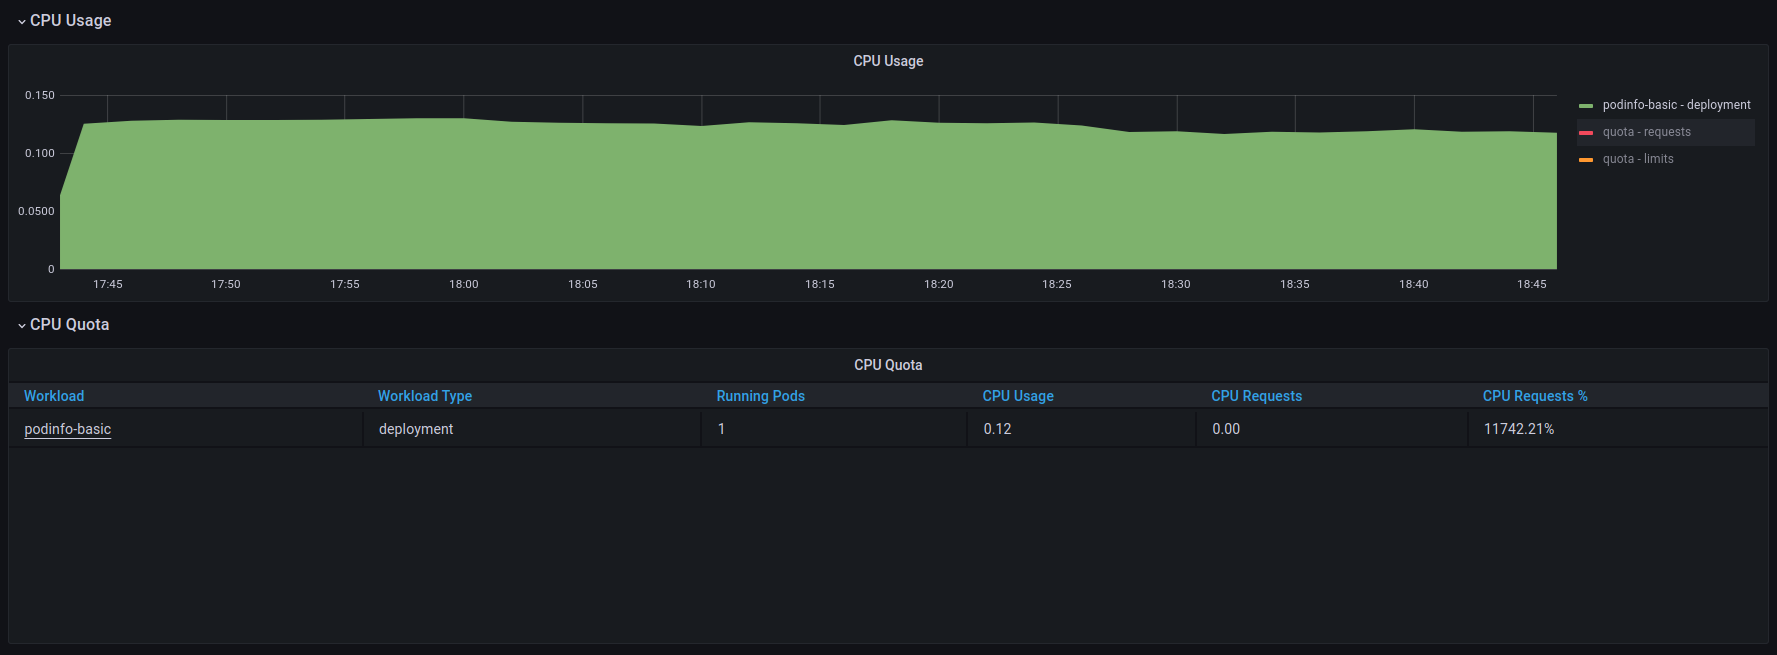 CPU Usage
CPU Usage
0.150
0.100
0.0500
0
17:45 17:50 17:55 18:00 18:05 18:10 18:15 18:20 18:25 18:30 18:35 18:40 18:45
podinfo-basic - deployment
quota - requests
quota - limits
CPU Quota
CPU Quota
Workload Workload Type Running Pods CPU Usage CPU Requests CPU Requests %
podinfo-basic deployment 1 0.12 0.00 11742.21%